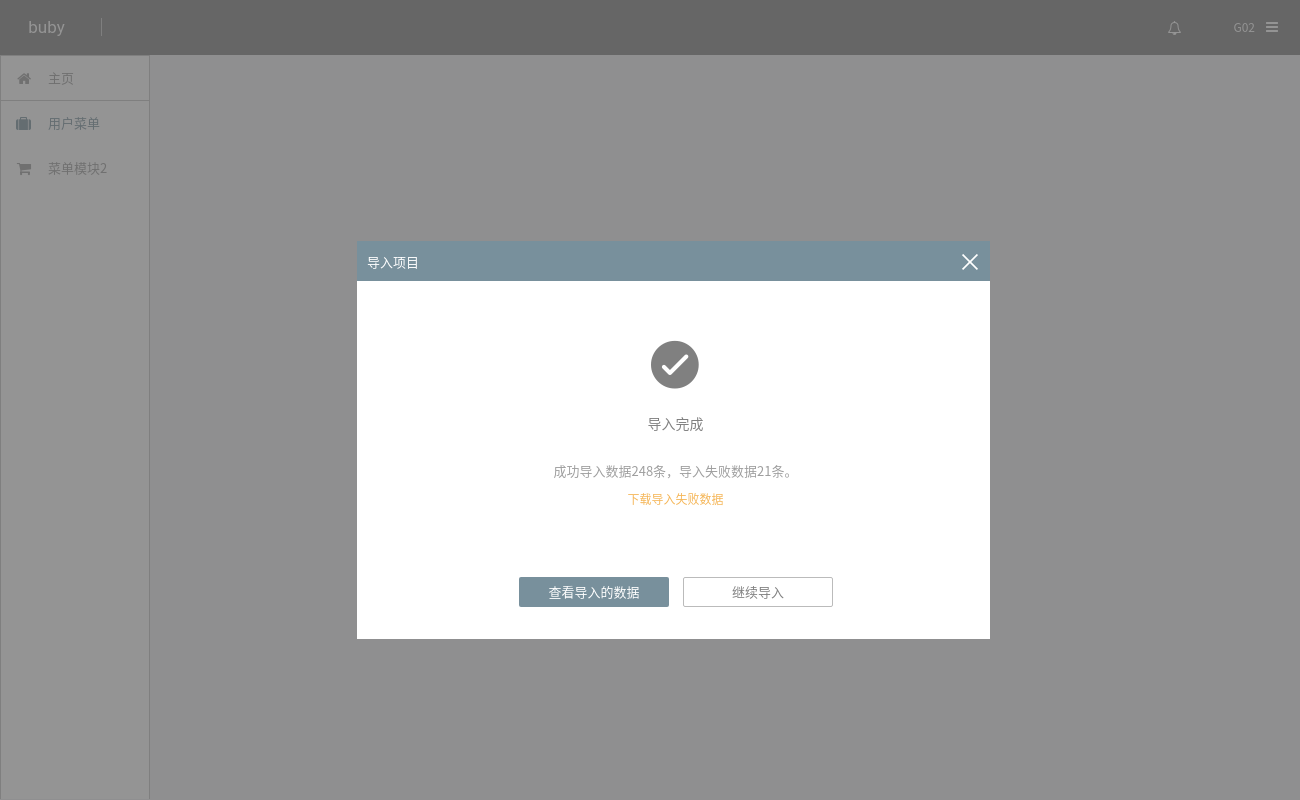 buby
G02
主页
用户菜单
菜单模块2
导入项目
导入完成
成功导入数据248条，导入失败数据21条。
下载导入失败数据
查看导入的数据
继续导入